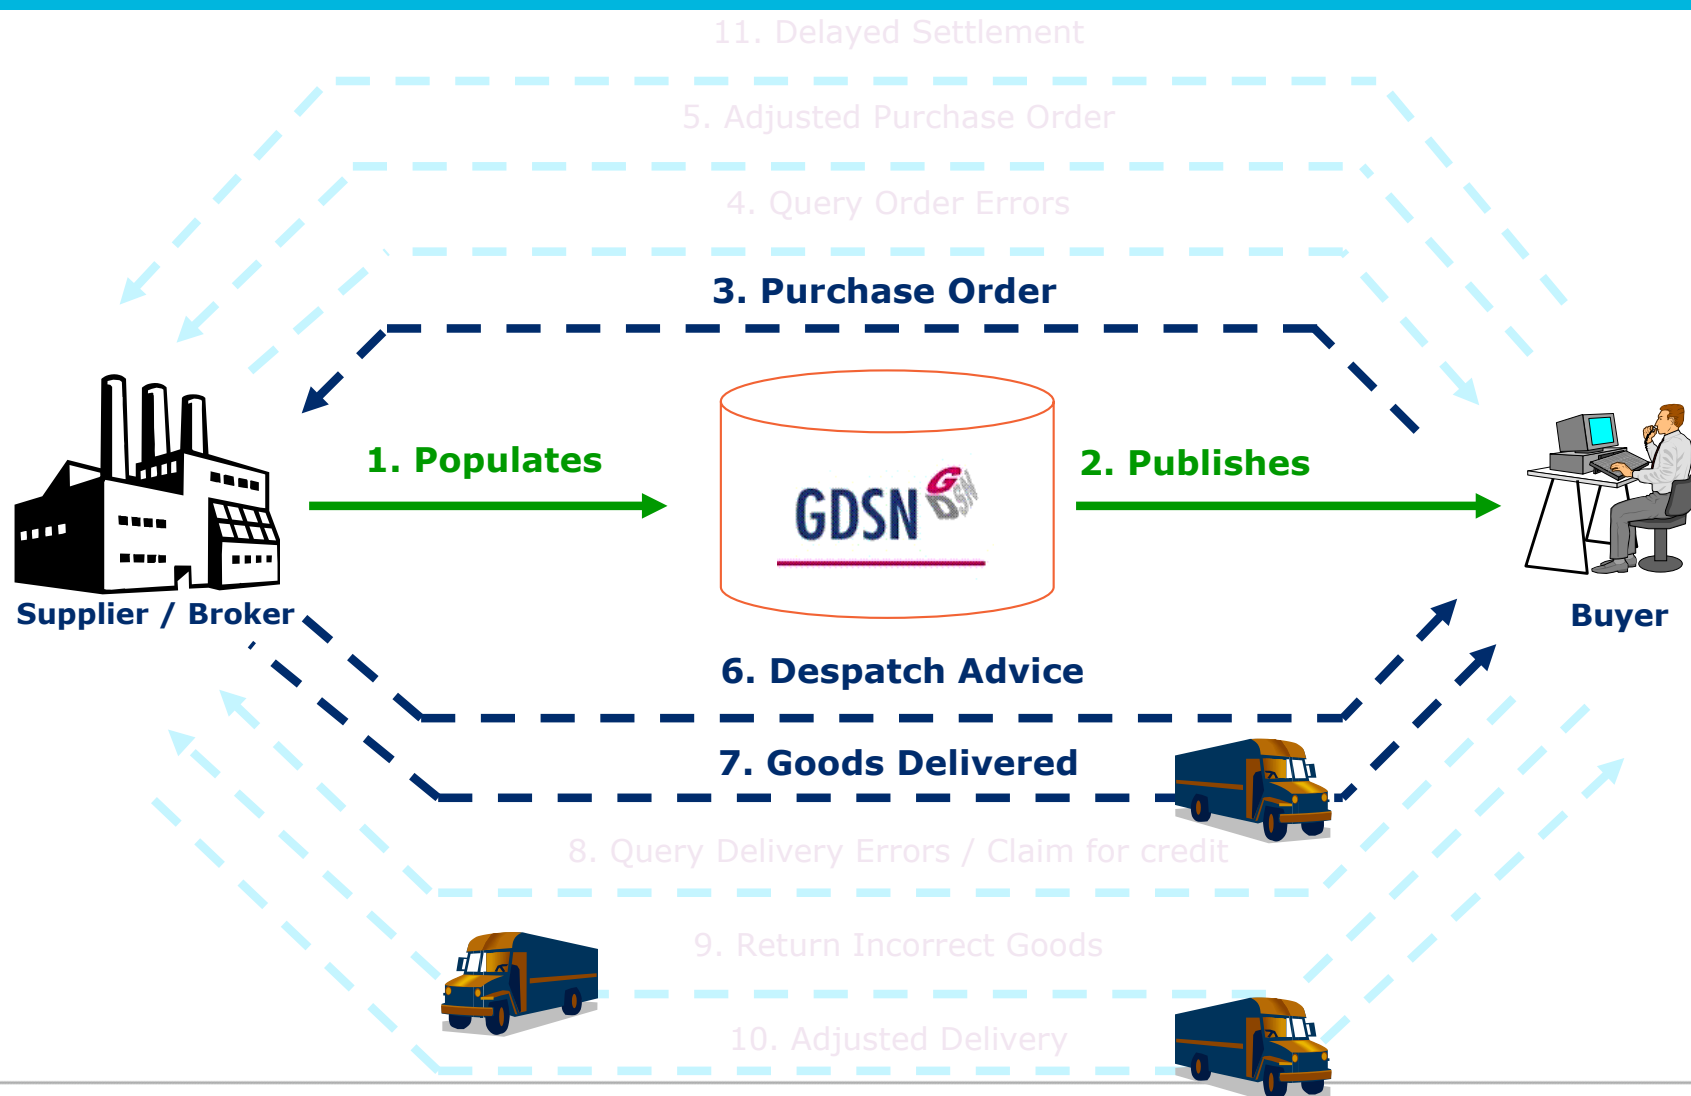 11. Delayed Settlement
5. Adjusted Purchase Order
4. Query Order Errors
3. Purchase Order
1. Populates
2. Publishes
GDSN
G
DSN
Supplier / Broker
Buyer
6. Despatch Advice
7. Goods Delivered
8. Query Delivery Errors / Claim for credit
9. Return Incorrect Goods
10. Adjusted Delivery